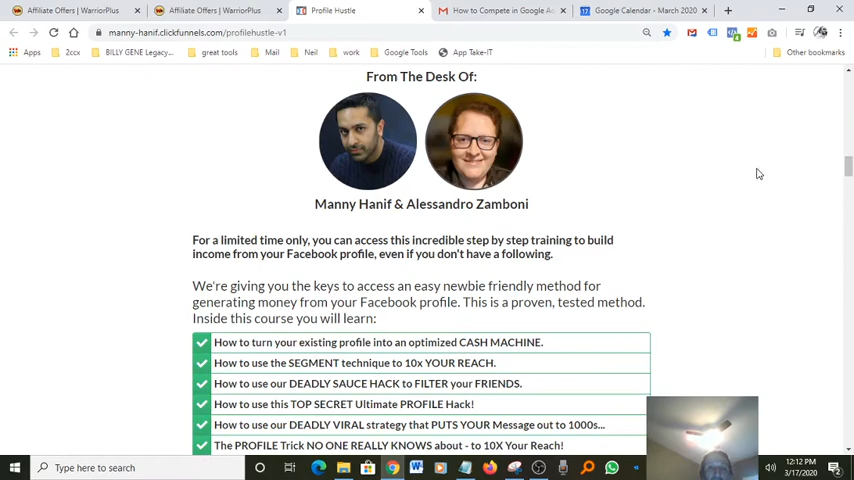 Affiliate Offers | WarriorPlus
Affiliate Offers | WarriorPlus
Profile Hustle
How to Compete in Google Ad
Google Calendar - March 2020
manny-hanif.clickfunnels.com/profilehustle-v1
Apps
2ccx
BILLY GENE Legacy...
great tools
Mail
Neil
work
Google Tools
App Take-IT
Other bookmarks
From The Desk Of:
Manny Hanif & Alessandro Zamboni
For a limited time only, you can access this incredible step by step training to build
income from your Facebook profile, even if you don't have a following.
We're giving you the keys to access an easy newbie friendly method for
generating money from your Facebook profile. This is a proven, tested method.
Inside this course you will learn:
How to turn your existing profile into an optimized CASH MACHINE.
How to use the SEGMENT technique to 10x YOUR REACH.
How to use our DEADLY SAUCE HACK to FILTER your FRIENDS.
How to use this TOP SECRET Ultimate PROFILE Hack!
How to use our DEADLY VIRAL strategy that PUTS YOUR Message out to 1000s...
The PROFILE Trick NO ONE REALLY KNOWS about - to 10X Your Reach!
Type here to search
12:12 PM
3/17/2020